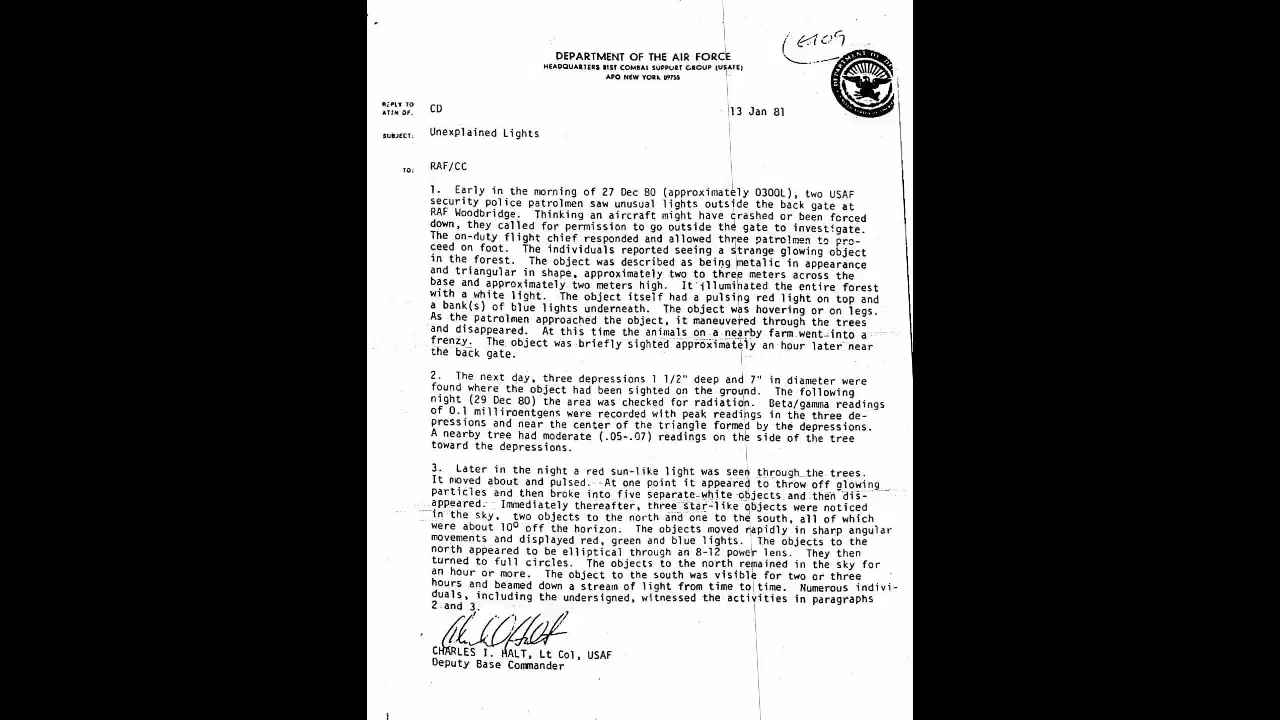 DEPARTMENT OF THE AIR FORCE
HEADQUARTERS 81ST COMBAT SUPPORT GROUP (USAFE)
APO NEW YORK 09755
REPLY TO
ATTN OF: CD
13 Jan 81
SUBJECT: Unexplained Lights
TO: RAF/CC
1. Early in the morning of 27 Dec 80 (approximately 0300L), two USAF
security police patrolmen saw unusual lights outside the back gate at
RAF Woodbridge. Thinking an aircraft might have crashed or been forced
down, they called for permission to go outside the gate to investigate.
The on-duty flight chief responded and allowed three patrolmen to pro-
ceed on foot. The individuals reported seeing a strange glowing object
in the forest. The object was described as being metalic in appearance
and triangular in shape, approximately two to three meters across the
base and approximately two meters high. It illuminated the entire forest
with a white light. The object itself had a pulsing red light on top and
a bank(s) of blue lights underneath. The object was hovering or on legs.
As the patrolmen approached the object, it maneuvered through the trees
and disappeared. At this time the animals on a nearby farm went into a
frenzy. The object was briefly sighted approximately an hour later near
the back gate.
2. The next day, three depressions 1 1/2" deep and 7" in diameter were
found where the object had been sighted on the ground. The following
night (29 Dec 80) the area was checked for radiation. Beta/gamma readings
of 0.1 milliroentgens were recorded with peak readings in the three de-
pressions and near the center of the triangle formed by the depressions.
A nearby tree had moderate (.05-.07) readings on the side of the tree
toward the depressions.
3. Later in the night a red sun-like light was seen through the trees.
It moved about and pulsed. At one point it appeared to throw off glowing
particles and then broke into five separate white objects and then dis-
appeared. Immediately thereafter, three star-like objects were noticed
in the sky, two objects to the north and one to the south, all of which
were about 10° off the horizon. The objects moved rapidly in sharp angular
movements and displayed red, green and blue lights. The objects to the
north appeared to be elliptical through an 8-12 power lens. They then
turned to full circles. The objects to the north remained in the sky for
an hour or more. The object to the south was visible for two or three
hours and beamed down a stream of light from time to time. Numerous indivi-
duals, including the undersigned, witnessed the activities in paragraphs
2 and 3.
CHARLES I. HALT, Lt Col, USAF
Deputy Base Commander